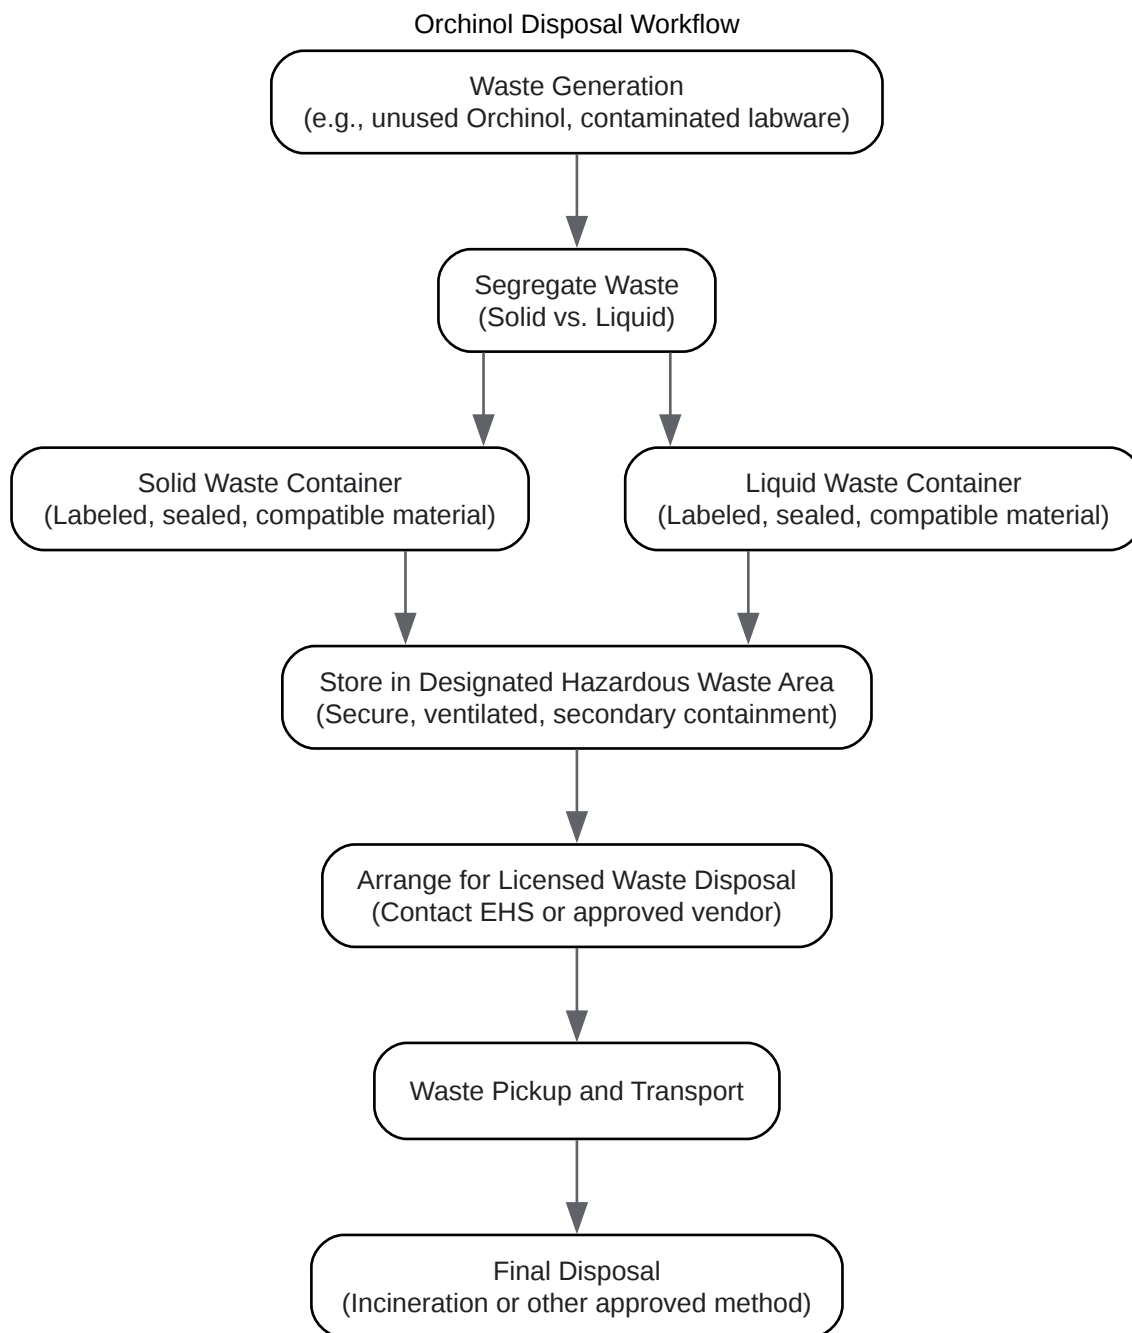 Orchinol Disposal Workflow
Waste Generation
(e.g., unused Orchinol, contaminated labware)
Segregate Waste
(Solid vs. Liquid)
Solid Waste Container
(Labeled, sealed, compatible material)
Liquid Waste Container
(Labeled, sealed, compatible material)
Store in Designated Hazardous Waste Area
(Secure, ventilated, secondary containment)
Arrange for Licensed Waste Disposal
(Contact EHS or approved vendor)
Waste Pickup and Transport
Final Disposal
(Incineration or other approved method)